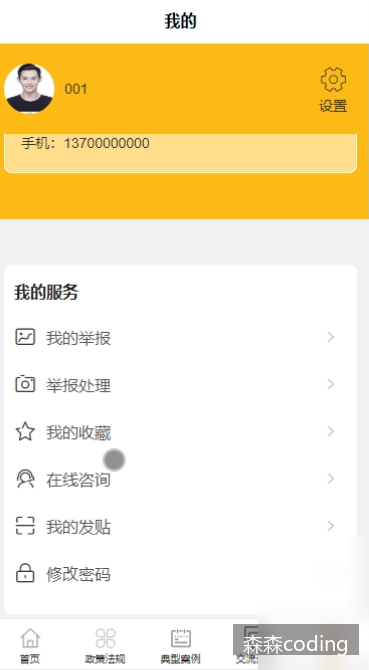 我的
001
设置
手机：13700000000
我的服务
我的举报
举报处理
我的收藏
在线咨询
我的发贴
修改密码
首页
政策法规
典型案例
交流
森森coding